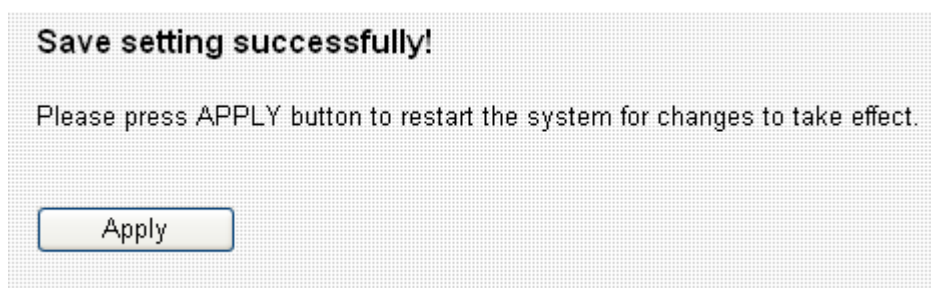 Save setting successfully!
Please press APPLY button to restart the system for changes to take effect.
Apply